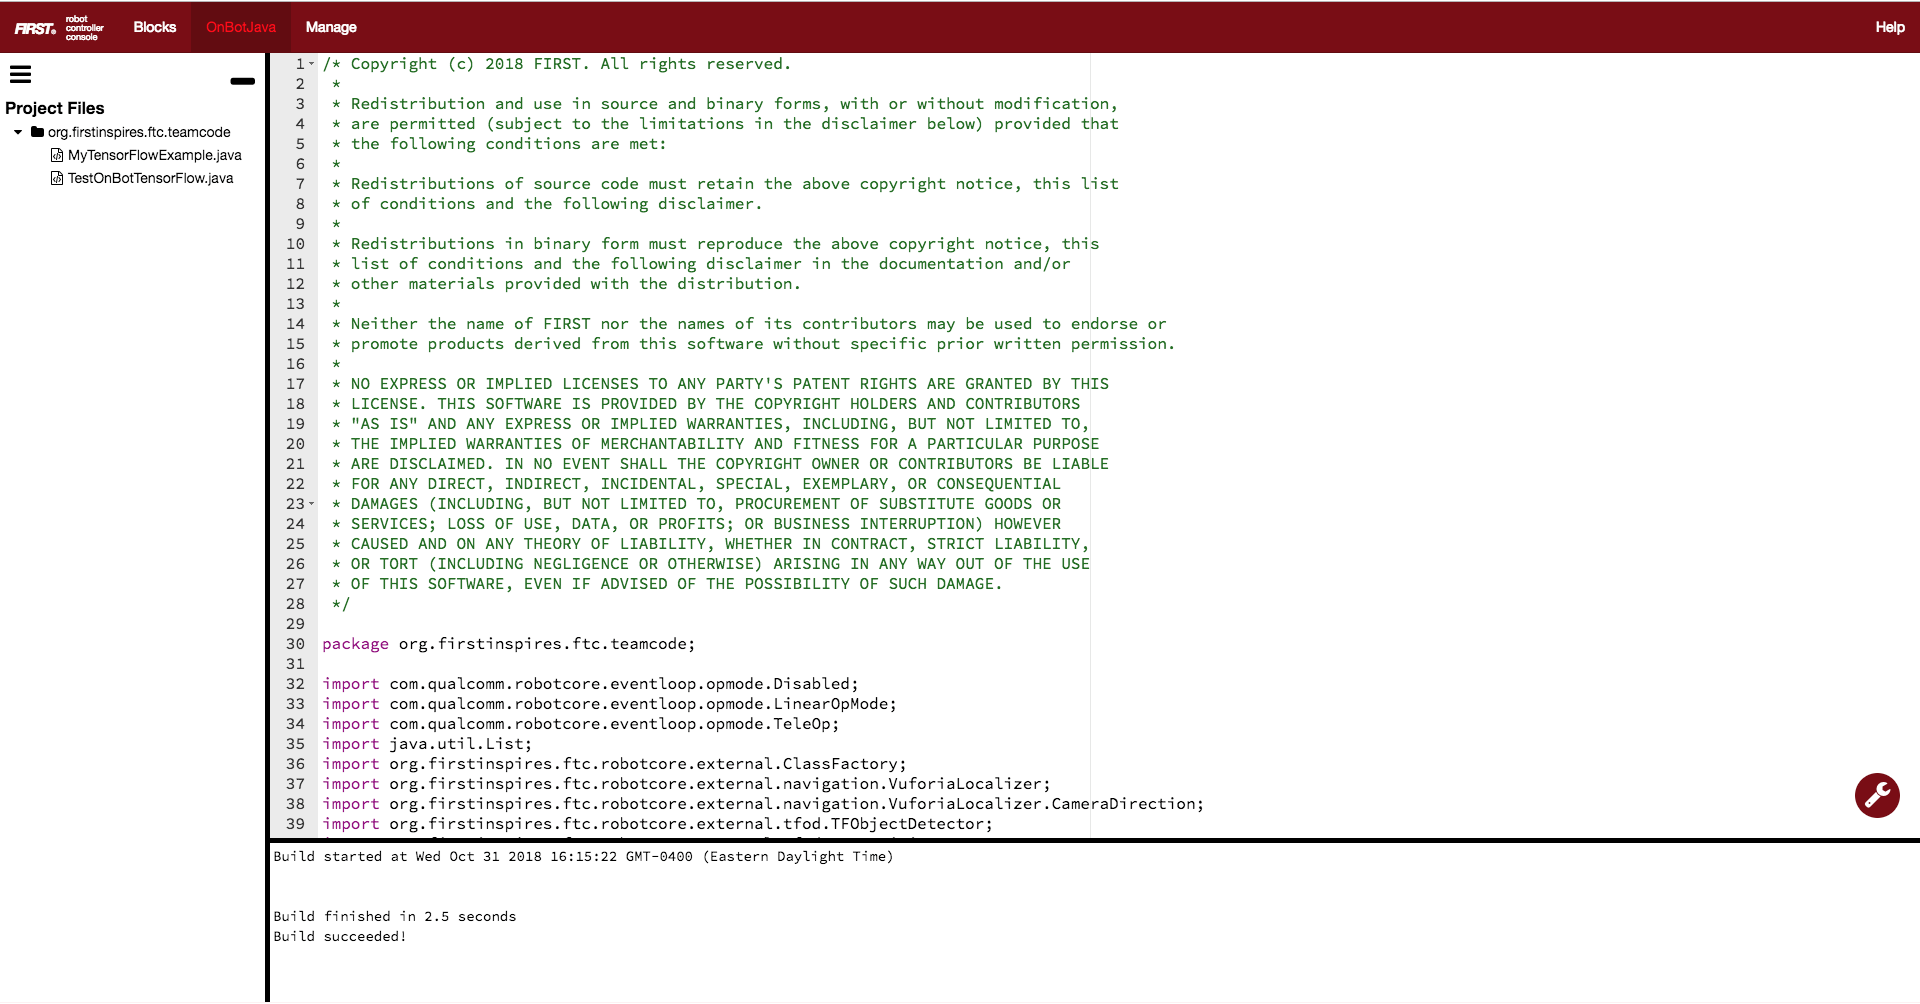 FIRST. robot controller console Blocks OnBotJava Manage Help
Project Files
org.firstinspires.ftc.teamcode
MyTensorFlowExample.java
TestOnBotTensorFlow.java
1 /* Copyright (c) 2018 FIRST. All rights reserved.
2 *
3 * Redistribution and use in source and binary forms, with or without modification,
4 * are permitted (subject to the limitations in the disclaimer below) provided that
5 * the following conditions are met:
6 *
7 * Redistributions of source code must retain the above copyright notice, this list
8 * of conditions and the following disclaimer.
9 *
10 * Redistributions in binary form must reproduce the above copyright notice, this
11 * list of conditions and the following disclaimer in the documentation and/or
12 * other materials provided with the distribution.
13 *
14 * Neither the name of FIRST nor the names of its contributors may be used to endorse or
15 * promote products derived from this software without specific prior written permission.
16 *
17 * NO EXPRESS OR IMPLIED LICENSES TO ANY PARTY'S PATENT RIGHTS ARE GRANTED BY THIS
18 * LICENSE. THIS SOFTWARE IS PROVIDED BY THE COPYRIGHT HOLDERS AND CONTRIBUTORS
19 * "AS IS" AND ANY EXPRESS OR IMPLIED WARRANTIES, INCLUDING, BUT NOT LIMITED TO,
20 * THE IMPLIED WARRANTIES OF MERCHANTABILITY AND FITNESS FOR A PARTICULAR PURPOSE
21 * ARE DISCLAIMED. IN NO EVENT SHALL THE COPYRIGHT OWNER OR CONTRIBUTORS BE LIABLE
22 * FOR ANY DIRECT, INDIRECT, INCIDENTAL, SPECIAL, EXEMPLARY, OR CONSEQUENTIAL
23 * DAMAGES (INCLUDING, BUT NOT LIMITED TO, PROCUREMENT OF SUBSTITUTE GOODS OR
24 * SERVICES; LOSS OF USE, DATA, OR PROFITS; OR BUSINESS INTERRUPTION) HOWEVER
25 * CAUSED AND ON ANY THEORY OF LIABILITY, WHETHER IN CONTRACT, STRICT LIABILITY,
26 * OR TORT (INCLUDING NEGLIGENCE OR OTHERWISE) ARISING IN ANY WAY OUT OF THE USE
27 * OF THIS SOFTWARE, EVEN IF ADVISED OF THE POSSIBILITY OF SUCH DAMAGE.
28 */
29
30 package org.firstinspires.ftc.teamcode;
31
32 import com.qualcomm.robotcore.eventloop.opmode.Disabled;
33 import com.qualcomm.robotcore.eventloop.opmode.LinearOpMode;
34 import com.qualcomm.robotcore.eventloop.opmode.TeleOp;
35 import java.util.List;
36 import org.firstinspires.ftc.robotcore.external.ClassFactory;
37 import org.firstinspires.ftc.robotcore.external.navigation.VuforiaLocalizer;
38 import org.firstinspires.ftc.robotcore.external.navigation.VuforiaLocalizer.CameraDirection;
39 import org.firstinspires.ftc.robotcore.external.tfod.TFObjectDetector;
Build started at Wed Oct 31 2018 16:15:22 GMT-0400 (Eastern Daylight Time)
Build finished in 2.5 seconds
Build succeeded!